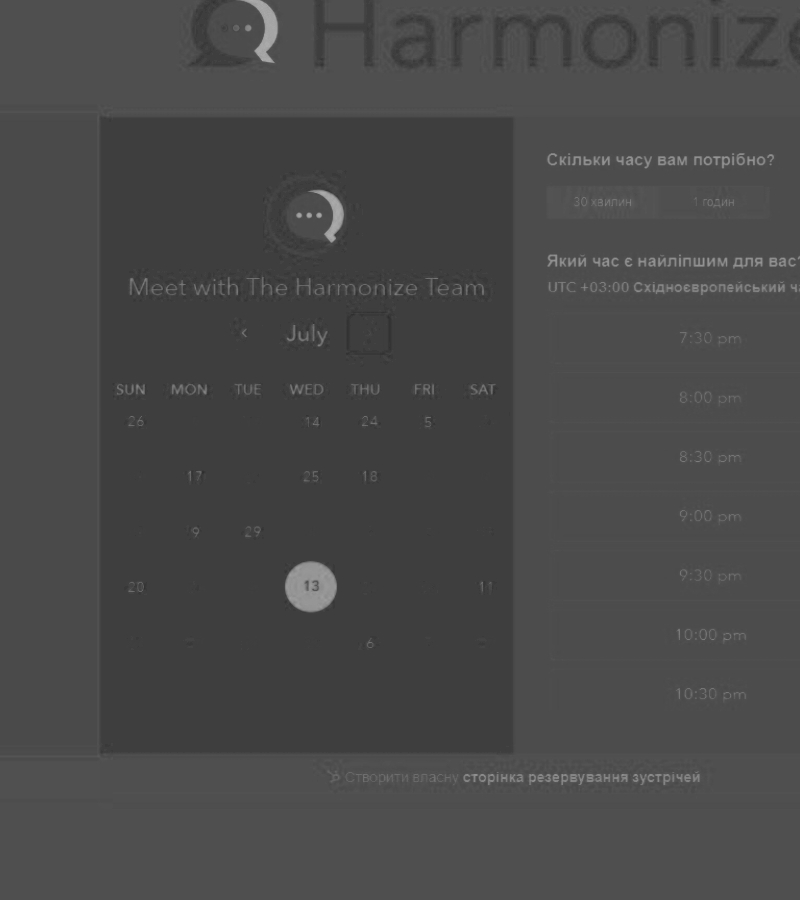 Harmonize
Meet with The Harmonize Team
‹ July
SUN MON TUE WED THU FRI SAT
26 14 24 5
17 25 18
9 29
20 13 11
6
Скільки часу вам потрібно?
30 хвилин 1 годин
Який час є найліпшим для вас?
UTC +03:00 Східноєвропейський ча
7:30 pm
8:00 pm
8:30 pm
9:00 pm
9:30 pm
10:00 pm
10:30 pm
Створити власну сторінка резервування зустрічей